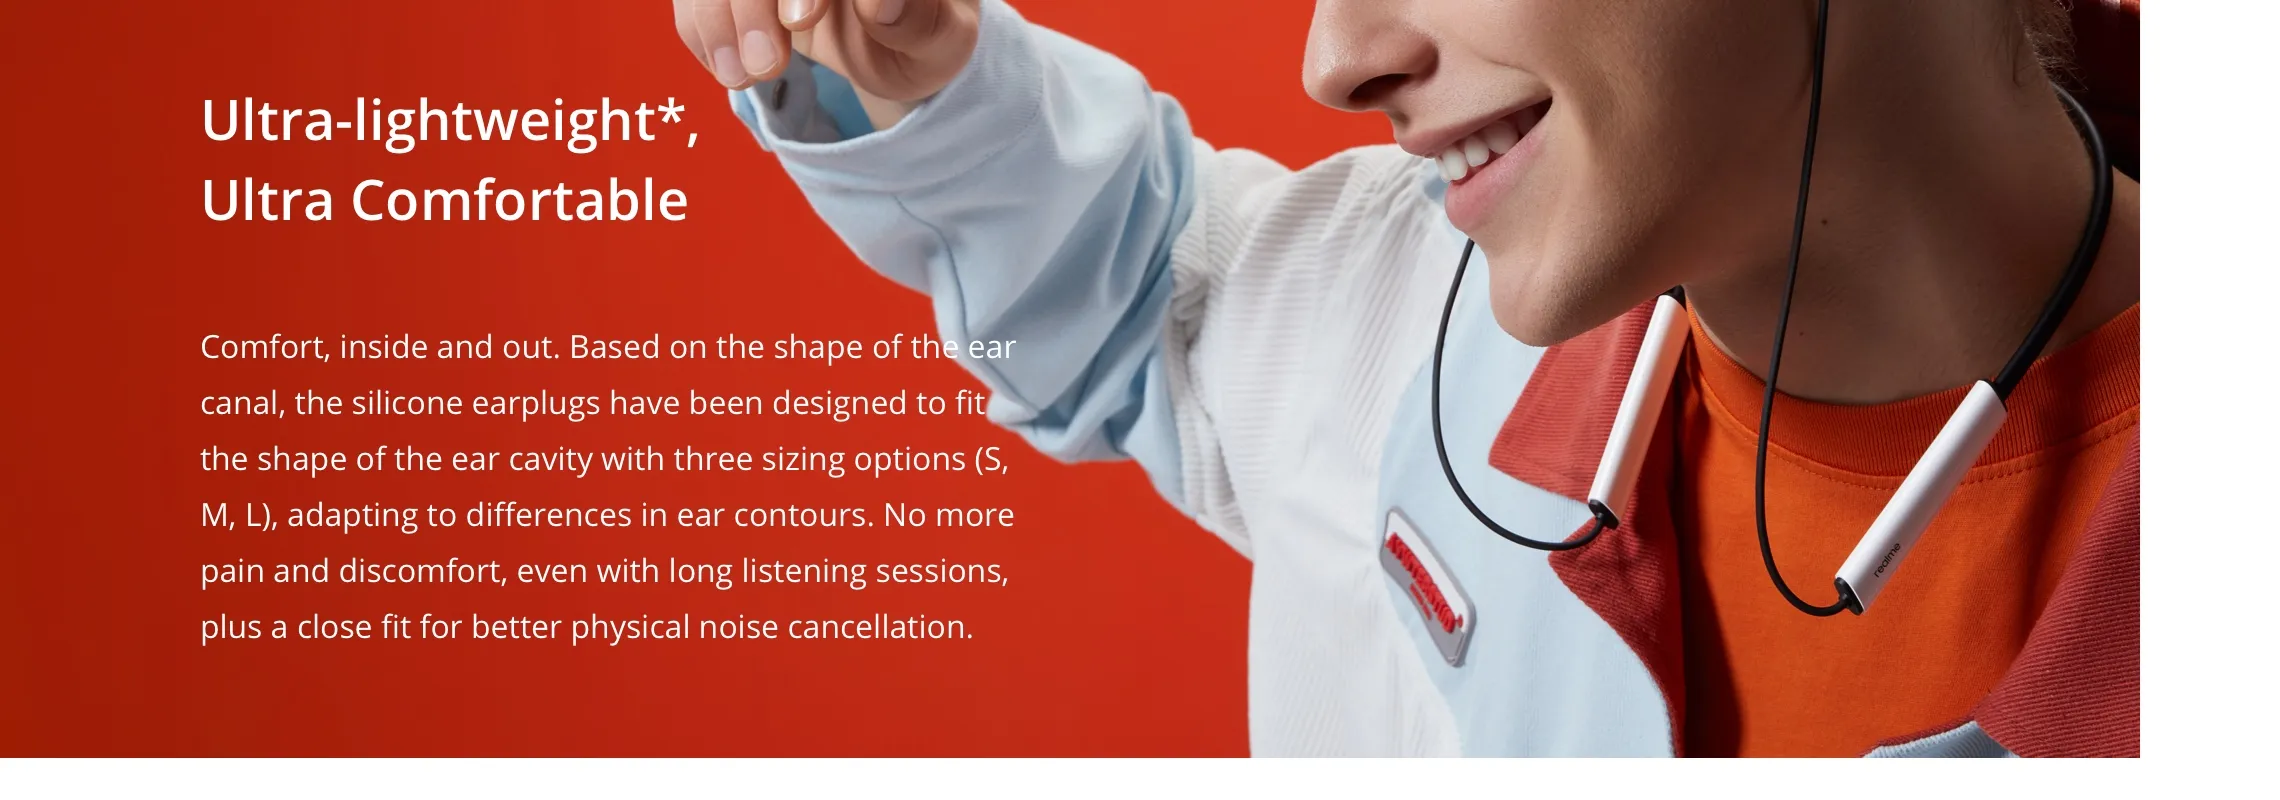 Ultra-lightweight*,
Ultra Comfortable
Comfort, inside and out. Based on the shape of the ear
canal, the silicone earplugs have been designed to fit
the shape of the ear cavity with three sizing options (S,
M, L), adapting to differences in ear contours. No more
pain and discomfort, even with long listening sessions,
plus a close fit for better physical noise cancellation.
realme